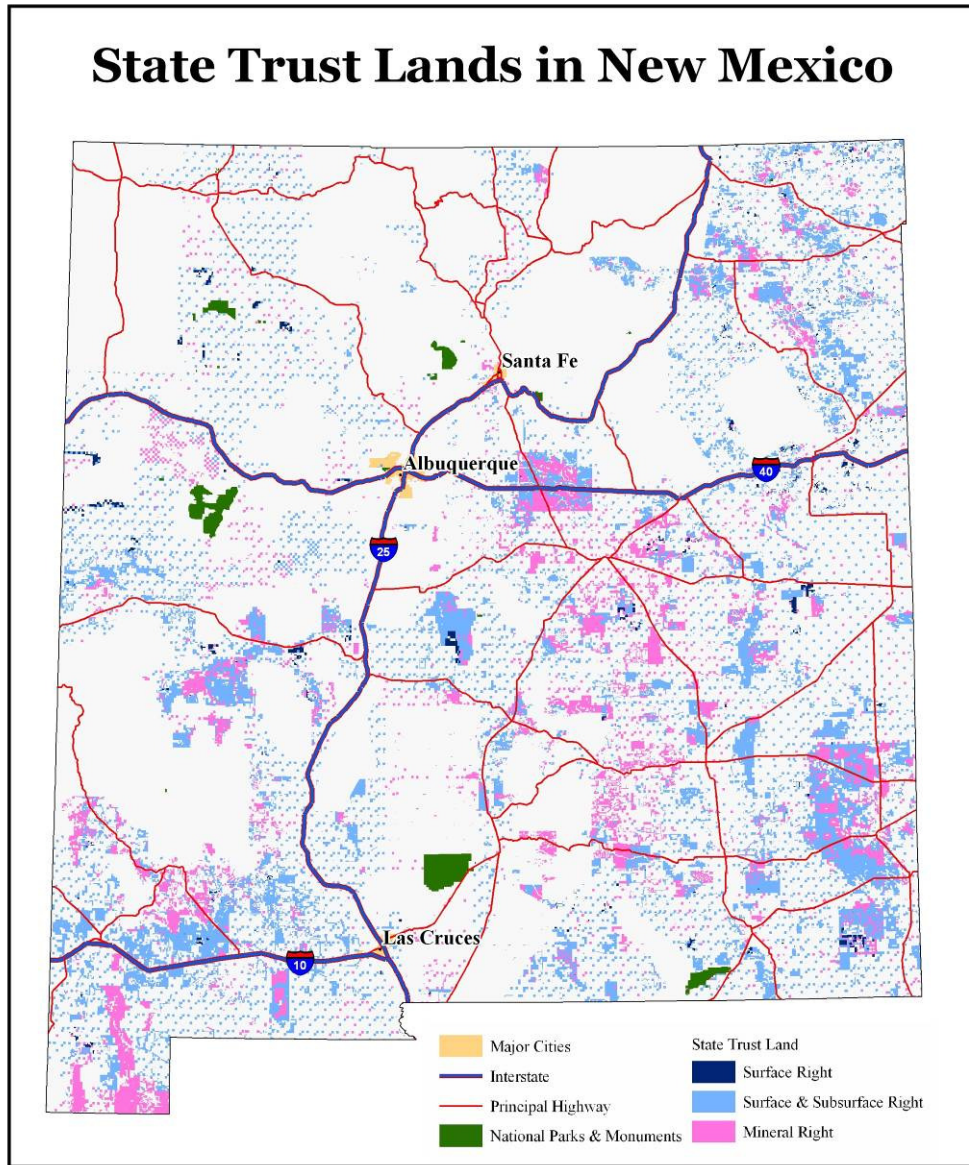 State Trust Lands in New Mexico
Santa Fe
Albuquerque
40
25
Las Cruces
10
Major Cities
Interstate
Principal Highway
National Parks & Monuments
State Trust Land
Surface Right
Surface & Subsurface Right
Mineral Right